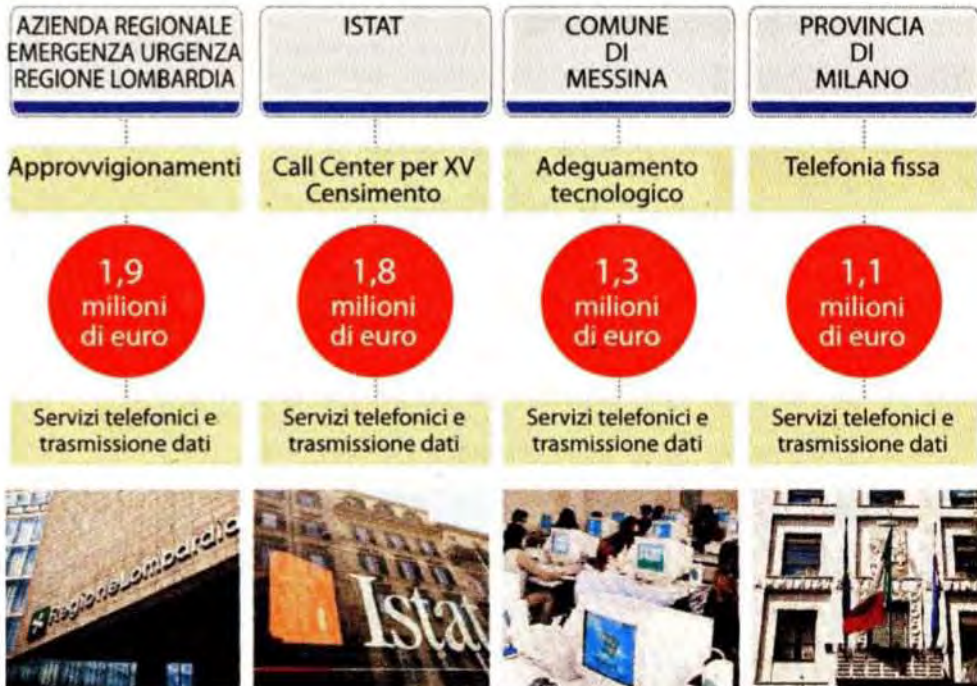 AZIENDA REGIONALE
EMERGENZA URGENZA
REGIONE LOMBARDIA
ISTAT
COMUNE
DI
MESSINA
PROVINCIA
DI
MILANO
Approvvigionamenti
Call Center per XV
Censimento
Adeguamento
tecnologico
Telefonia fissa
1,9
milioni
di euro
1,8
milioni
di euro
1,3
milioni
di euro
1,1
milioni
di euro
Servizi telefonici e
trasmissione dati
Servizi telefonici e
trasmissione dati
Servizi telefonici e
trasmissione dati
Servizi telefonici e
trasmissione dati
RegioneLombardia
Istat